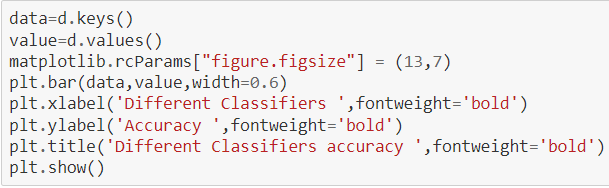 data=d.keys()
value=d.values()
matplotlib.rcParams["figure.figsize"] = (13,7)
plt.bar(data,value,width=0.6)
plt.xlabel('Different Classifiers ',fontweight='bold')
plt.ylabel('Accuracy ',fontweight='bold')
plt.title('Different Classifiers accuracy ',fontweight='bold')
plt.show()